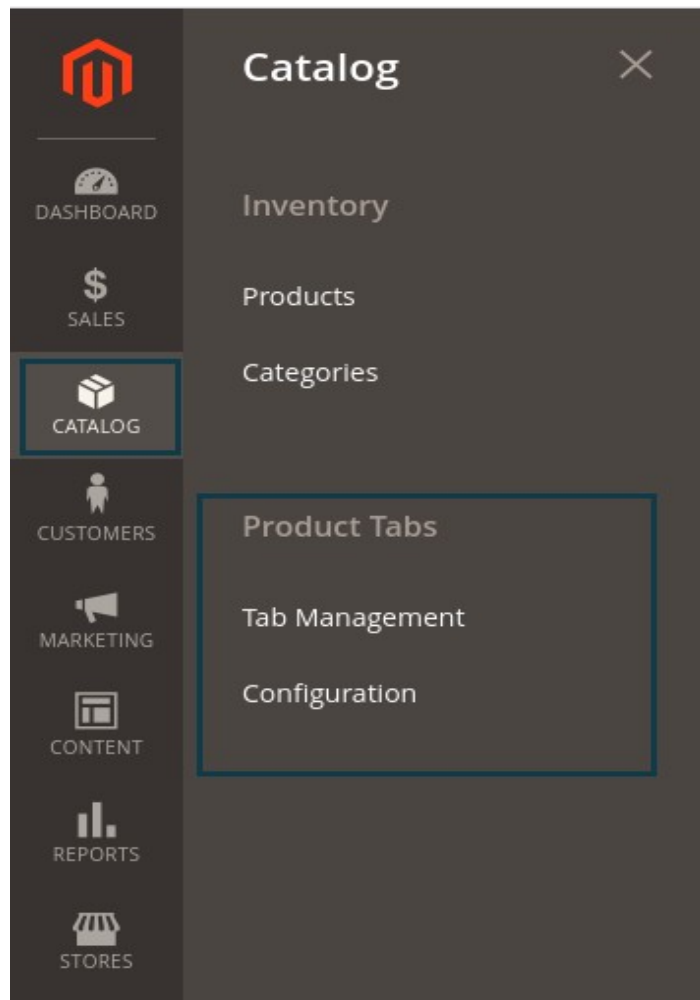 DASHBOARD
SALES
CATALOG
CUSTOMERS
MARKETING
CONTENT
REPORTS
STORES
Catalog
Inventory
Products
Categories
Product Tabs
Tab Management
Configuration